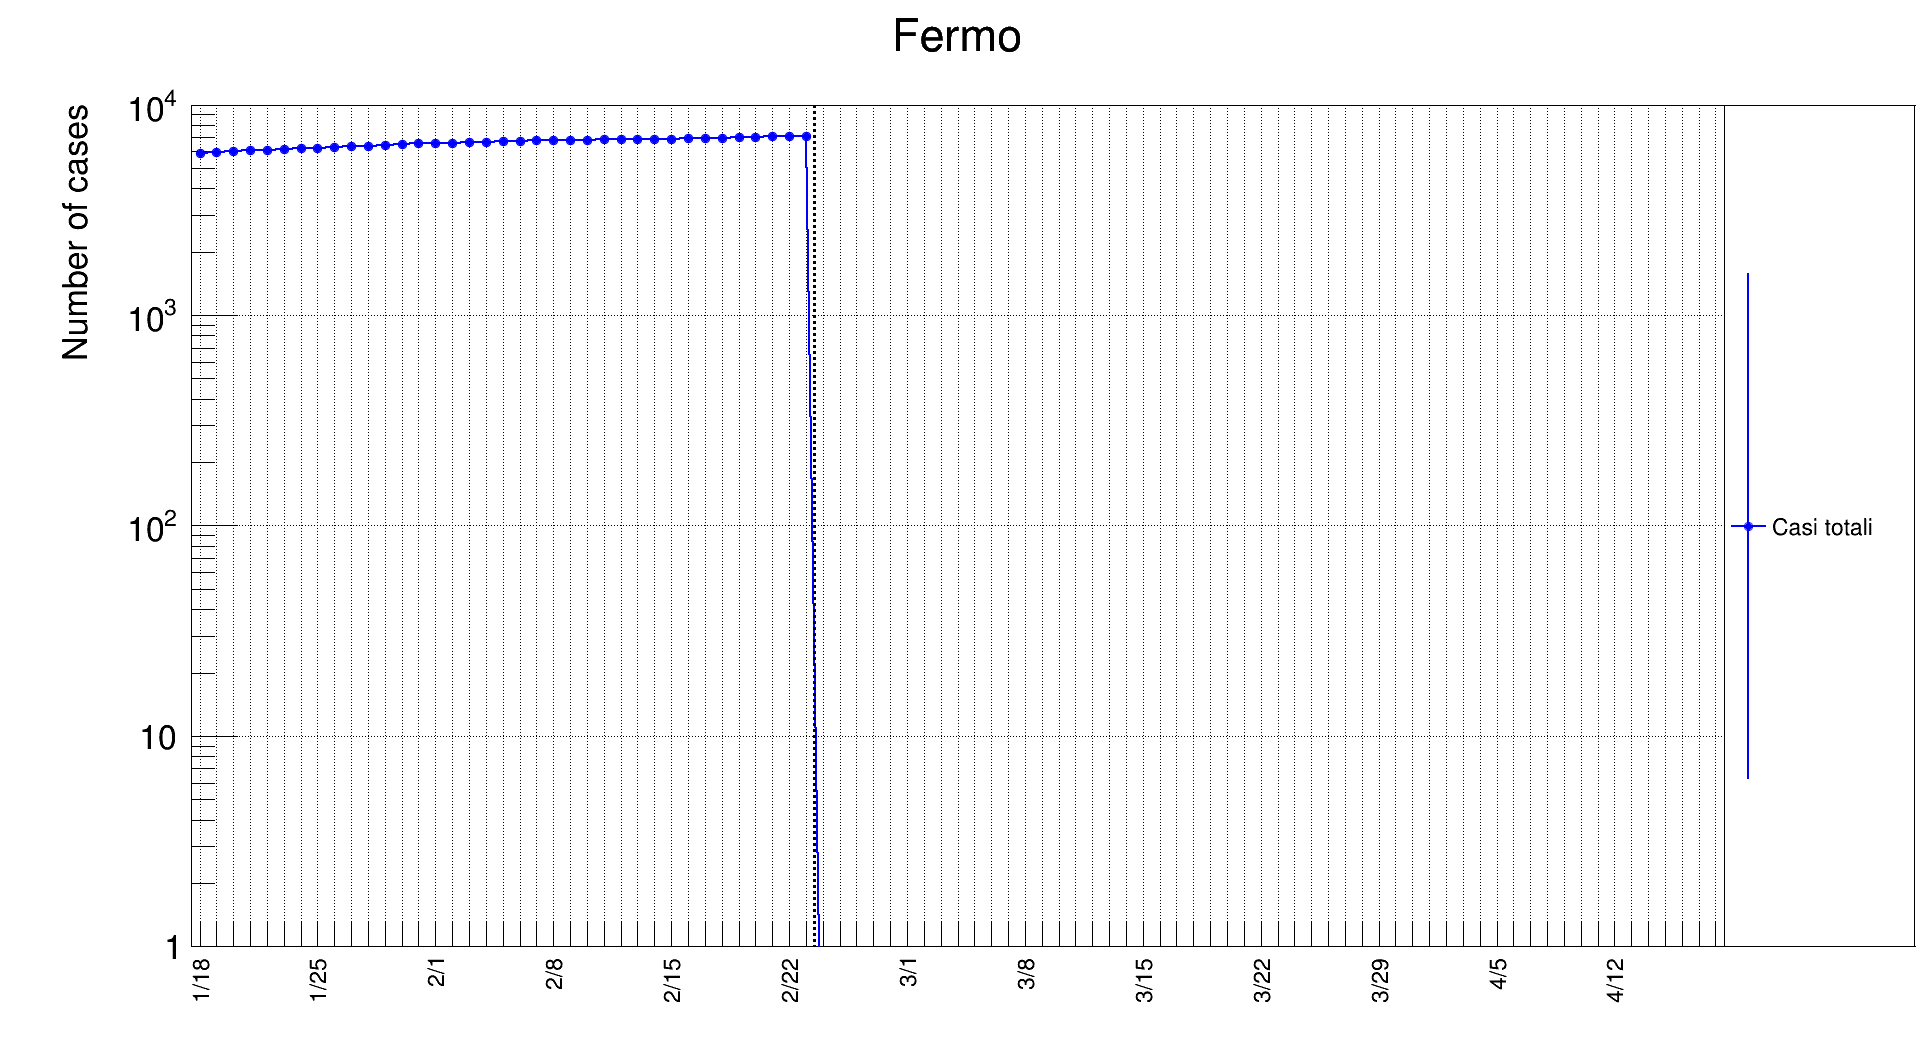 Fermo
Number of cases
10^4
10^3
10^2
10
1
1/18 1/25 2/1 2/8 2/15 2/22 3/1 3/8 3/15 3/22 3/29 4/5 4/12
Casi totali